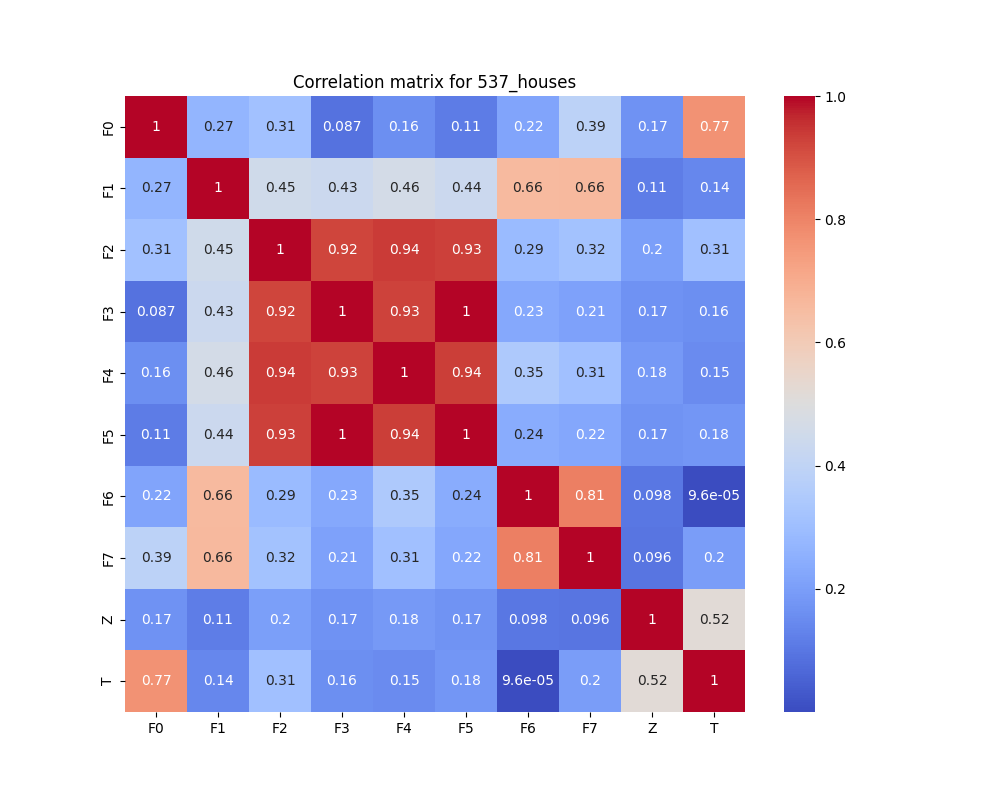 Correlation matrix for 537_houses
F0 1 0.27 0.31 0.087 0.16 0.11 0.22 0.39 0.17 0.77
F1 0.27 1 0.45 0.43 0.46 0.44 0.66 0.66 0.11 0.14
F2 0.31 0.45 1 0.92 0.94 0.93 0.29 0.32 0.2 0.31
F3 0.087 0.43 0.92 1 0.93 1 0.23 0.21 0.17 0.16
F4 0.16 0.46 0.94 0.93 1 0.94 0.35 0.31 0.18 0.15
F5 0.11 0.44 0.93 1 0.94 1 0.24 0.22 0.17 0.18
F6 0.22 0.66 0.29 0.23 0.35 0.24 1 0.81 0.098 9.6e-05
F7 0.39 0.66 0.32 0.21 0.31 0.22 0.81 1 0.096 0.2
Z 0.17 0.11 0.2 0.17 0.18 0.17 0.098 0.096 1 0.52
T 0.77 0.14 0.31 0.16 0.15 0.18 9.6e-05 0.2 0.52 1
F0 F1 F2 F3 F4 F5 F6 F7 Z T
1.0
0.8
0.6
0.4
0.2